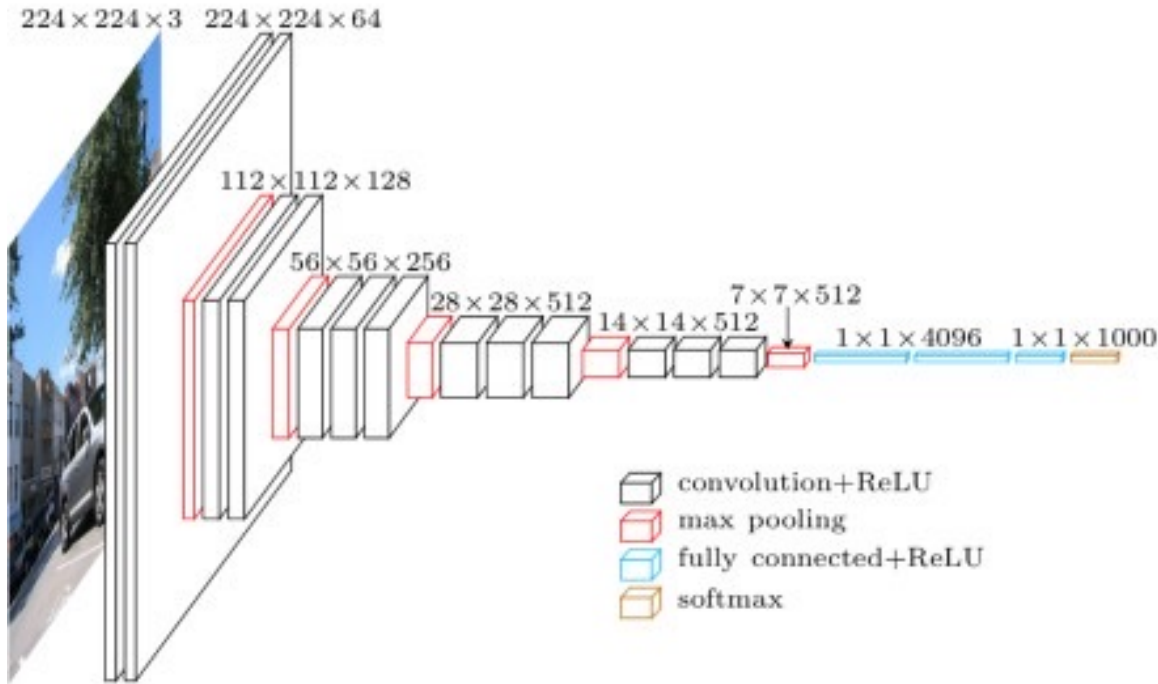 224 × 224 × 3
224 × 224 × 64
112 × 112 × 128
56 × 56 × 256
28 × 28 × 512
14 × 14 × 512
7 × 7 × 512
1 × 1 × 4096
1 × 1 × 1000
convolution+ReLU
max pooling
fully connected+ReLU
softmax